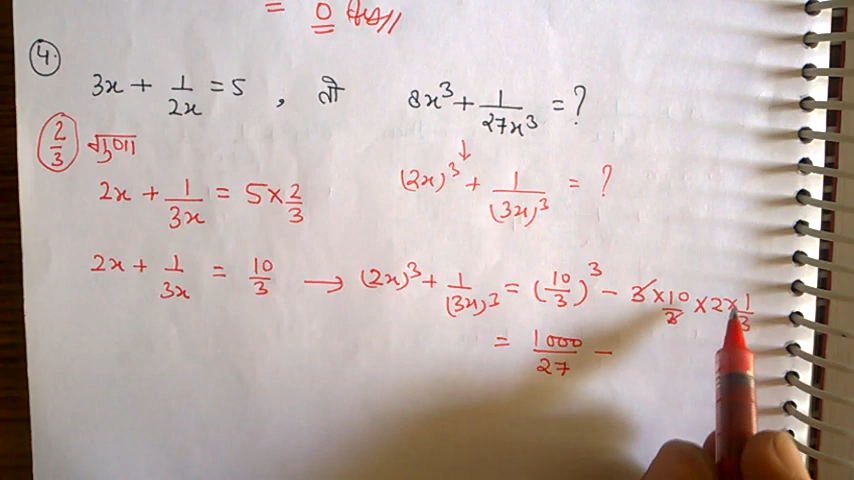 = 0
4.
3x + 1/2x = 5 , तो 8x³ + 1/27x³ = ?
2/3 गुणा
↓
2x + 1/3x = 5 × 2/3 (2x)³ + 1/(3x)³ = ?
2x + 1/3x = 10/3 → (2x)³ + 1/(3x)³ = (10/3)³ - 3 × 10/3 × 2 × 1/3
= 1000/27 -